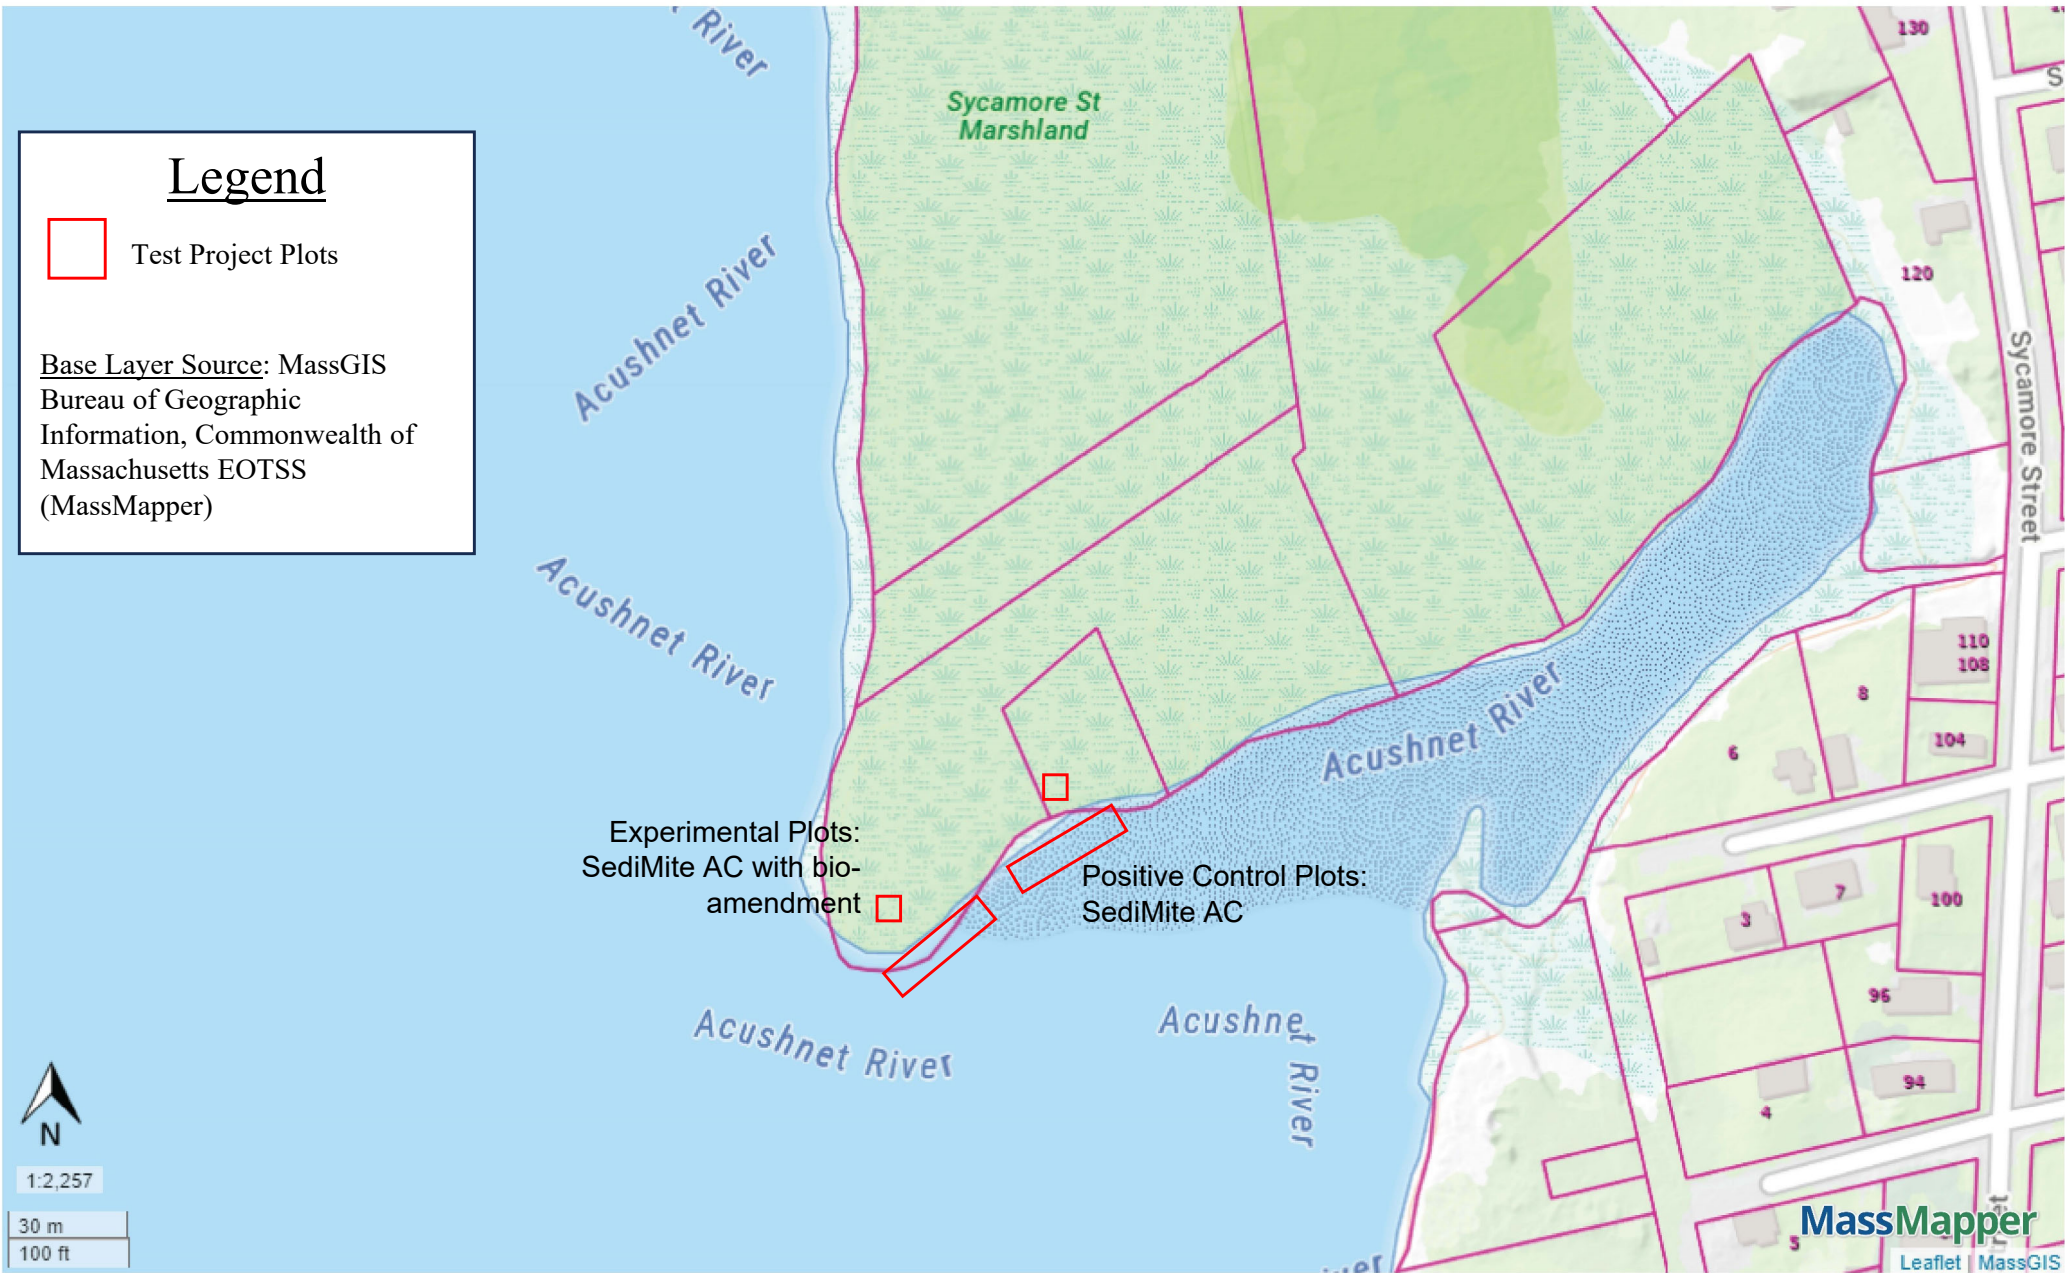 River
130
S
Sycamore St
Marshland
Legend
Test Project Plots
Base Layer Source: MassGIS
Bureau of Geographic
Information, Commonwealth of
Massachusetts EOTSS
(MassMapper)
Acushnet River
120
Sycamore Street
Acushnet River
110
108
8
104
6
Acushnet River
Experimental Plots:
SediMite AC with bio-
amendment
Positive Control Plots:
SediMite AC
7
100
3
96
Acushnet River
Acushnet River
94
4
N
1:2,257
30 m
100 ft
5
MassMapper
Leaflet | MassGIS